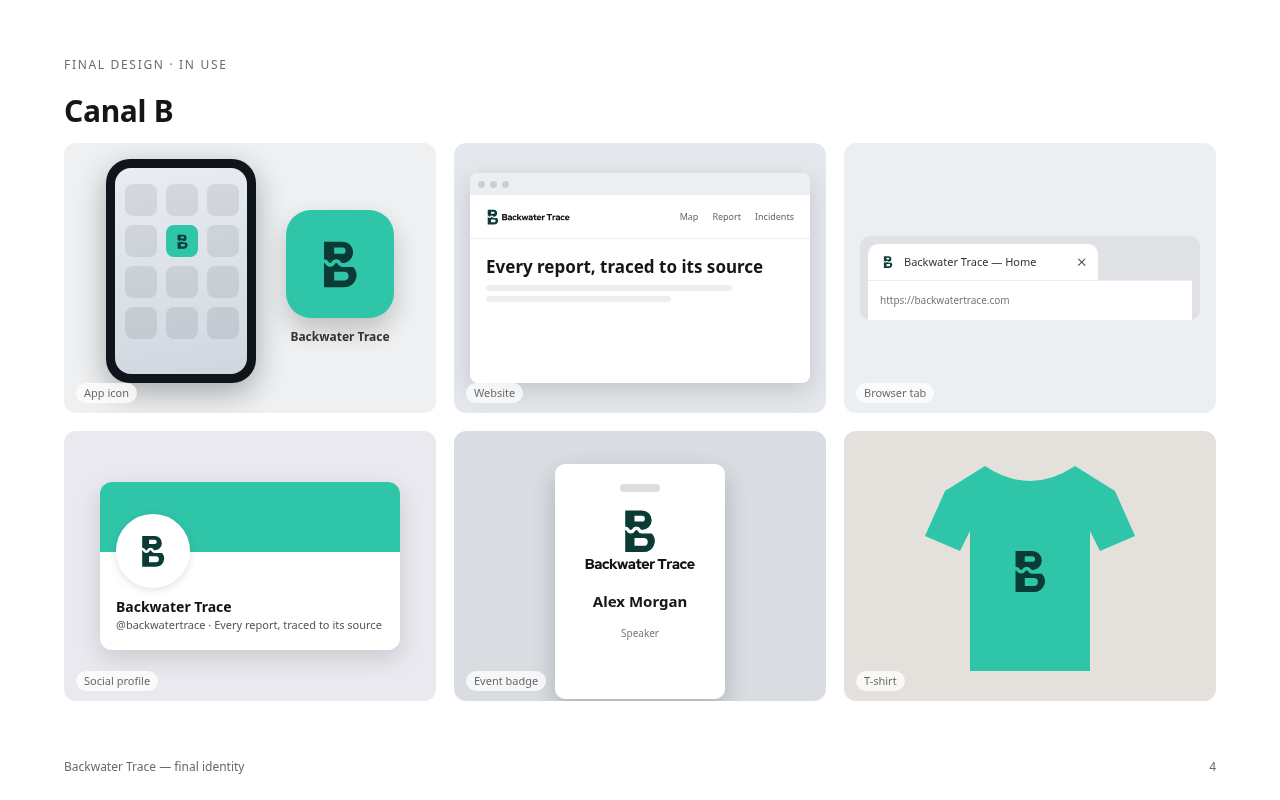 FINAL DESIGN · IN USE
Canal B
Backwater Trace
App icon
Backwater Trace
Map Report Incidents
Every report, traced to its source
Website
Backwater Trace — Home
https://backwatertrace.com
Browser tab
Backwater Trace
@backwatertrace · Every report, traced to its source
Social profile
Backwater Trace
Alex Morgan
Speaker
Event badge
T-shirt
Backwater Trace — final identity
4